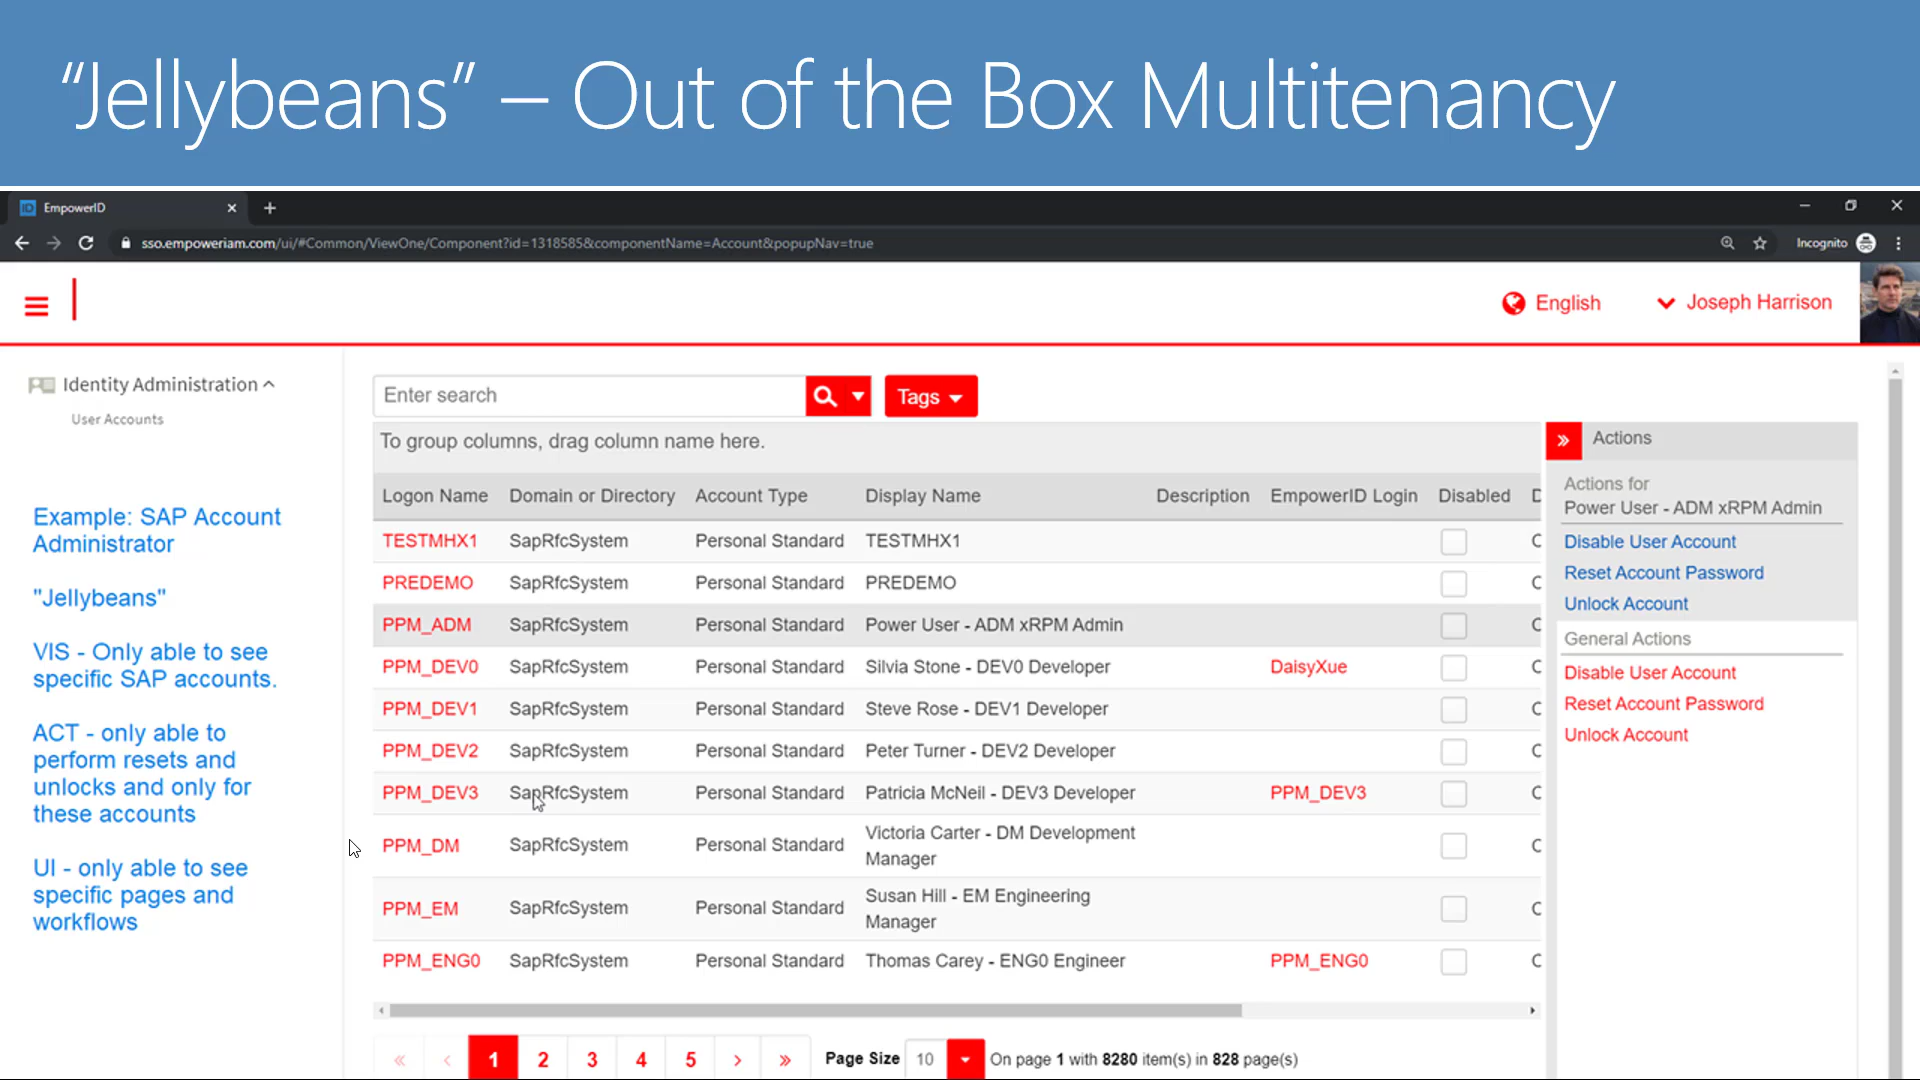 “Jellybeans” – Out of the Box Multitenancy
EmpowerID
sso.empoweriam.com/ui/#Common/ViewOne/Component?id=1318585&componentName=Account&popupNav=true
Incognito
English
Joseph Harrison
Identity Administration
User Accounts
Example: SAP Account
Administrator
"Jellybeans"
VIS - Only able to see
specific SAP accounts.
ACT - only able to
perform resets and
unlocks and only for
these accounts
UI - only able to see
specific pages and
workflows
Enter search
Tags
To group columns, drag column name here.
Logon Name Domain or Directory Account Type Display Name Description EmpowerID Login Disabled D
TESTMHX1 SapRfcSystem Personal Standard TESTMHX1 C
PREDEMO SapRfcSystem Personal Standard PREDEMO C
PPM_ADM SapRfcSystem Personal Standard Power User - ADM xRPM Admin C
PPM_DEV0 SapRfcSystem Personal Standard Silvia Stone - DEV0 Developer DaisyXue C
PPM_DEV1 SapRfcSystem Personal Standard Steve Rose - DEV1 Developer C
PPM_DEV2 SapRfcSystem Personal Standard Peter Turner - DEV2 Developer C
PPM_DEV3 SapRfcSystem Personal Standard Patricia McNeil - DEV3 Developer PPM_DEV3 C
PPM_DM SapRfcSystem Personal Standard Victoria Carter - DM Development C
Manager
PPM_EM SapRfcSystem Personal Standard Susan Hill - EM Engineering C
Manager
PPM_ENG0 SapRfcSystem Personal Standard Thomas Carey - ENG0 Engineer PPM_ENG0 C
« ‹ 1 2 3 4 5 › » Page Size 10 On page 1 with 8280 item(s) in 828 page(s)
Actions
Actions for
Power User - ADM xRPM Admin
Disable User Account
Reset Account Password
Unlock Account
General Actions
Disable User Account
Reset Account Password
Unlock Account